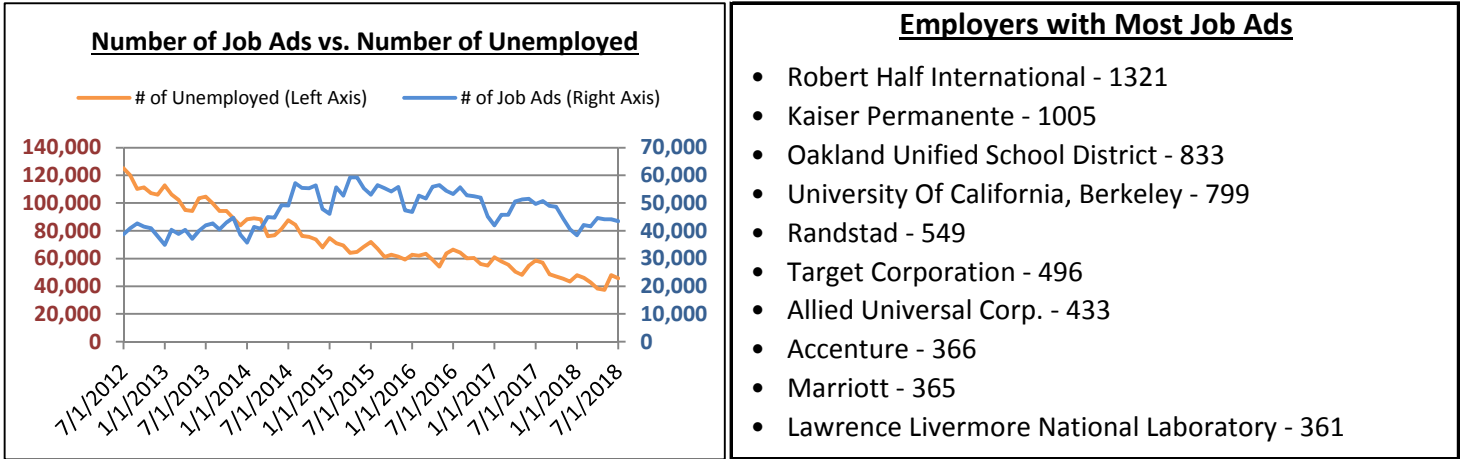 Number of Job Ads vs. Number of Unemployed
# of Unemployed (Left Axis) # of Job Ads (Right Axis)
140,000 70,000
120,000 60,000
100,000 50,000
80,000 40,000
60,000 30,000
40,000 20,000
20,000 10,000
0 0
7/1/2012
1/1/2013
7/1/2013
1/1/2014
7/1/2014
1/1/2015
7/1/2015
1/1/2016
7/1/2016
1/1/2017
7/1/2017
1/1/2018
7/1/2018
Employers with Most Job Ads
• Robert Half International - 1321
• Kaiser Permanente - 1005
• Oakland Unified School District - 833
• University Of California, Berkeley - 799
• Randstad - 549
• Target Corporation - 496
• Allied Universal Corp. - 433
• Accenture - 366
• Marriott - 365
• Lawrence Livermore National Laboratory - 361